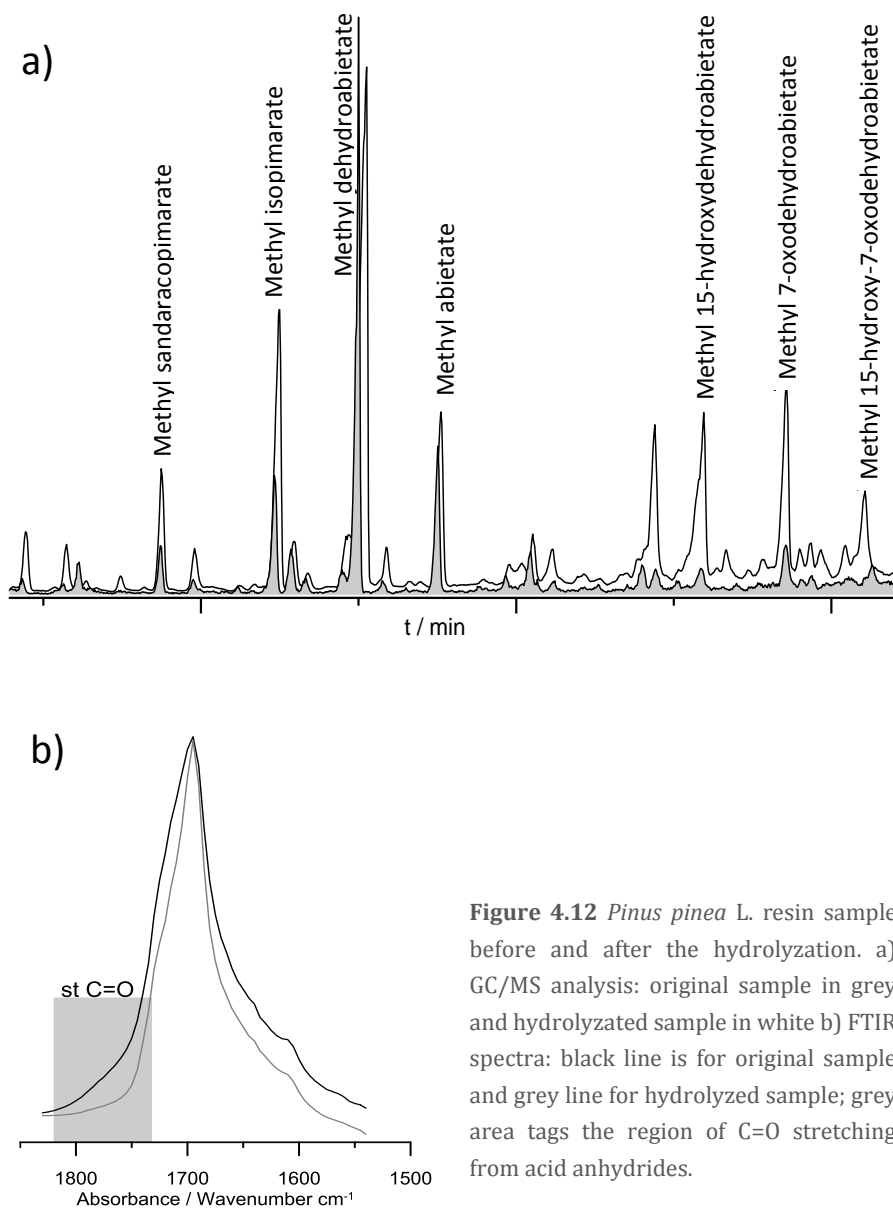 a)
Methyl sandaracopimarate
Methyl isopimarate
Methyl dehydroabietate
Methyl abietate
Methyl 15-hydroxydehydroabietate
Methyl 7-oxodehydroabietate
Methyl 15-hydroxy-7-oxodehydroabietate
t / min
b)
st C=O
1800 1700 1600 1500
Absorbance / Wavenumber cm⁻¹
Figure 4.12 Pinus pinea L. resin sample
before and after the hydrolyzation. a)
GC/MS analysis: original sample in grey
and hydrolyzated sample in white b) FTIR
spectra: black line is for original sample
and grey line for hydrolyzed sample; grey
area tags the region of C=O stretching
from acid anhydrides.